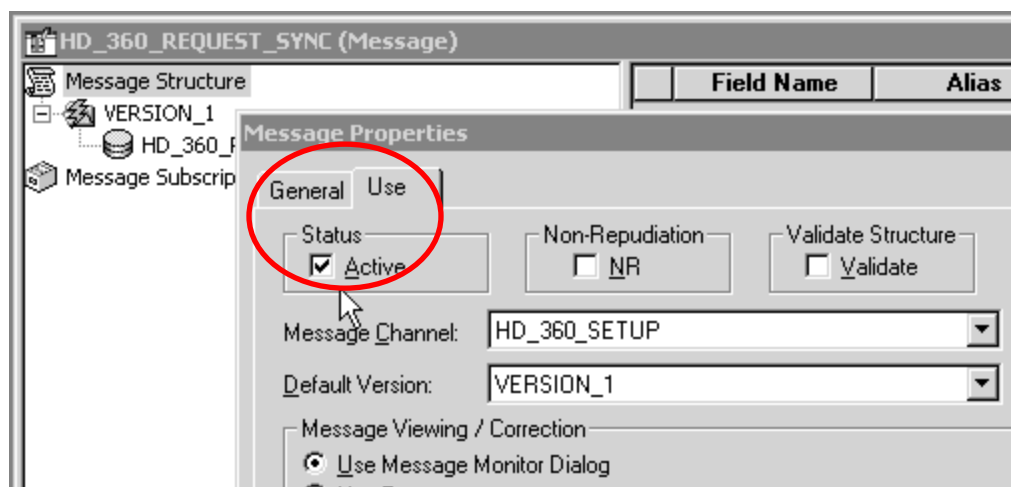 HD_360_REQUEST_SYNC (Message)
Message Structure
Field Name Alias
VERSION_1
HD_360_
Message Subscrip
Message Properties
General Use
Status Non-Repudiation Validate Structure
Active NR Validate
Message Channel: HD_360_SETUP
Default Version: VERSION_1
Message Viewing / Correction
Use Message Monitor Dialog